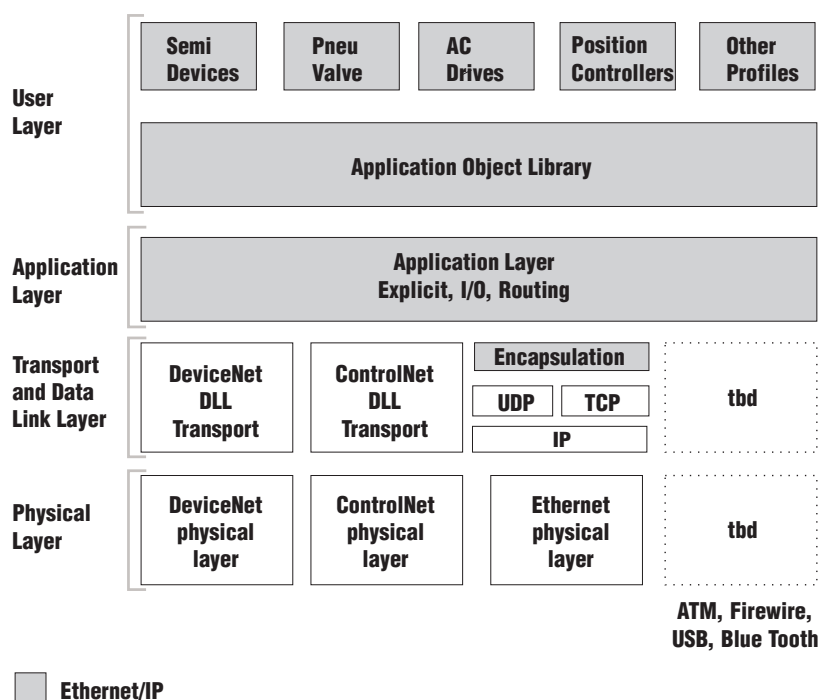 User
Layer
Semi
Devices
Pneu
Valve
AC
Drives
Position
Controllers
Other
Profiles
Application Object Library
Application
Layer
Application Layer
Explicit, I/O, Routing
Transport
and Data
Link Layer
DeviceNet
DLL
Transport
ControlNet
DLL
Transport
Encapsulation
UDP
TCP
IP
tbd
Physical
Layer
DeviceNet
physical
layer
ControlNet
physical
layer
Ethernet
physical
layer
tbd
ATM, Firewire,
USB, Blue Tooth
Ethernet/IP